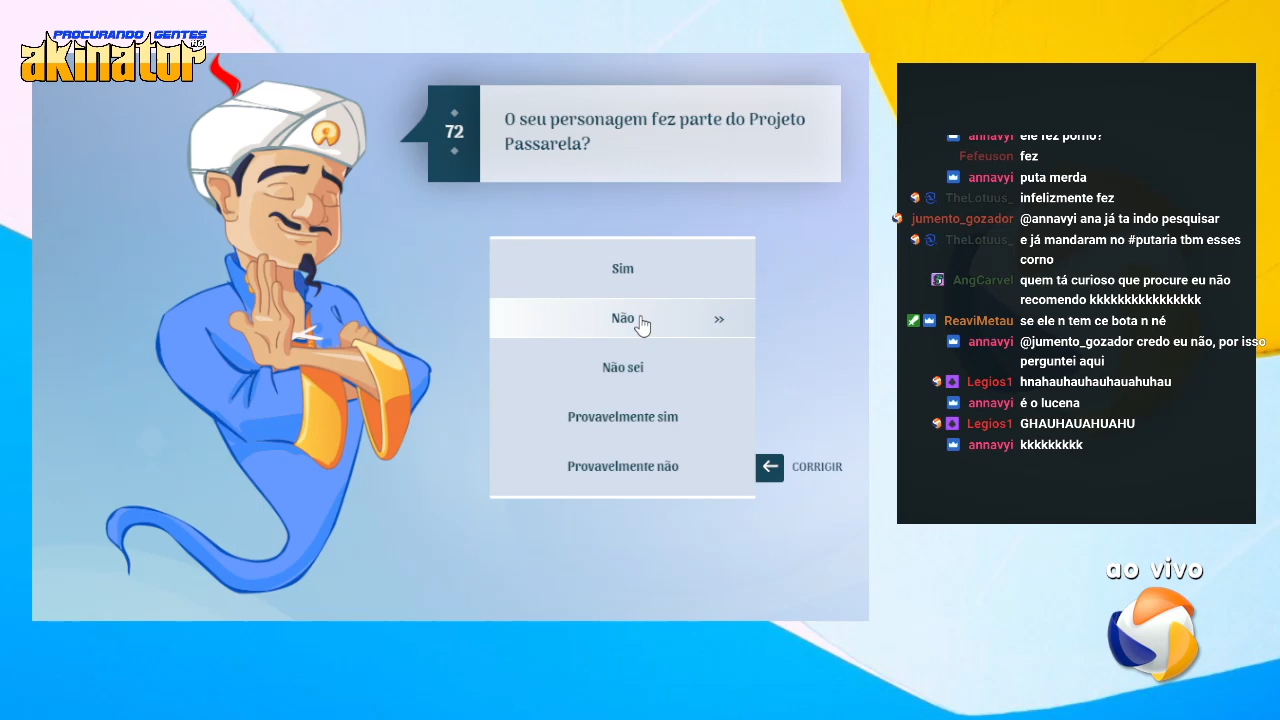 PROCURANDO GENTES
NO
akinator
72
O seu personagem fez parte do Projeto
Passarela?
Sim
Não
Não sei
Provavelmente sim
Provavelmente não
CORRIGIR
annavyi ele fez porno?
Fefeuson fez
annavyi puta merda
TheLotuus_ infelizmente fez
jumento_gozador @annavyi ana já ta indo pesquisar
TheLotuus_ e já mandaram no #putaria tbm esses
corno
AngCarvel quem tá curioso que procure eu não
recomendo kkkkkkkkkkkkkkk
ReaviMetau se ele n tem ce bota n né
annavyi @jumento_gozador credo eu não, por isso
perguntei aqui
Legios1 hnahauhauhauhauahuhau
annavyi é o lucena
Legios1 GHAUHAUAHUAHU
annavyi kkkkkkkkk
ao vivo